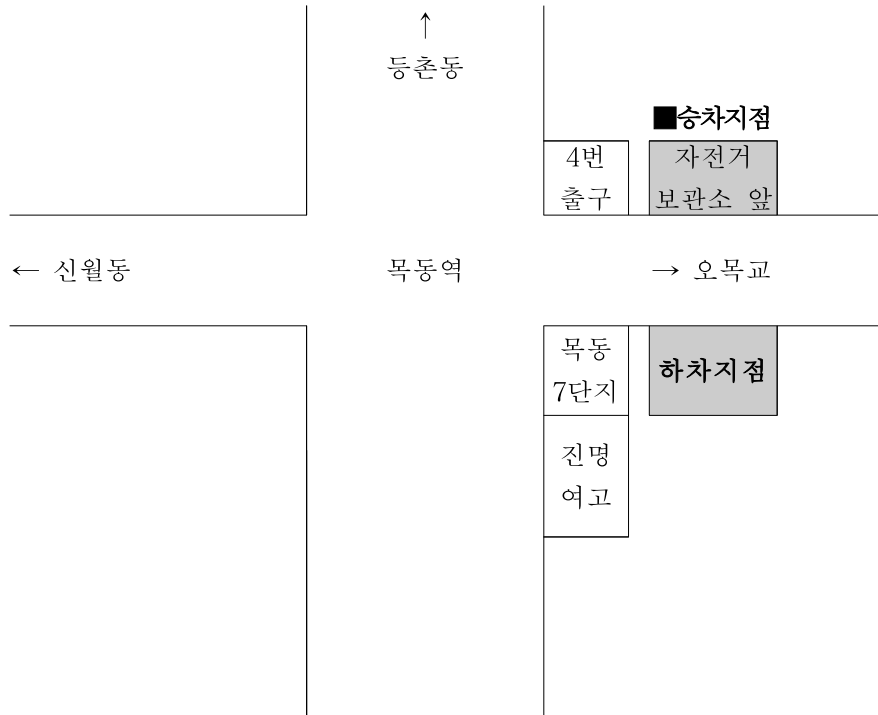 ↑
등촌동
■승차지점
4번
출구
자전거
보관소 앞
← 신월동
목동역
→ 오목교
목동
7단지
하차지점
진명
여고